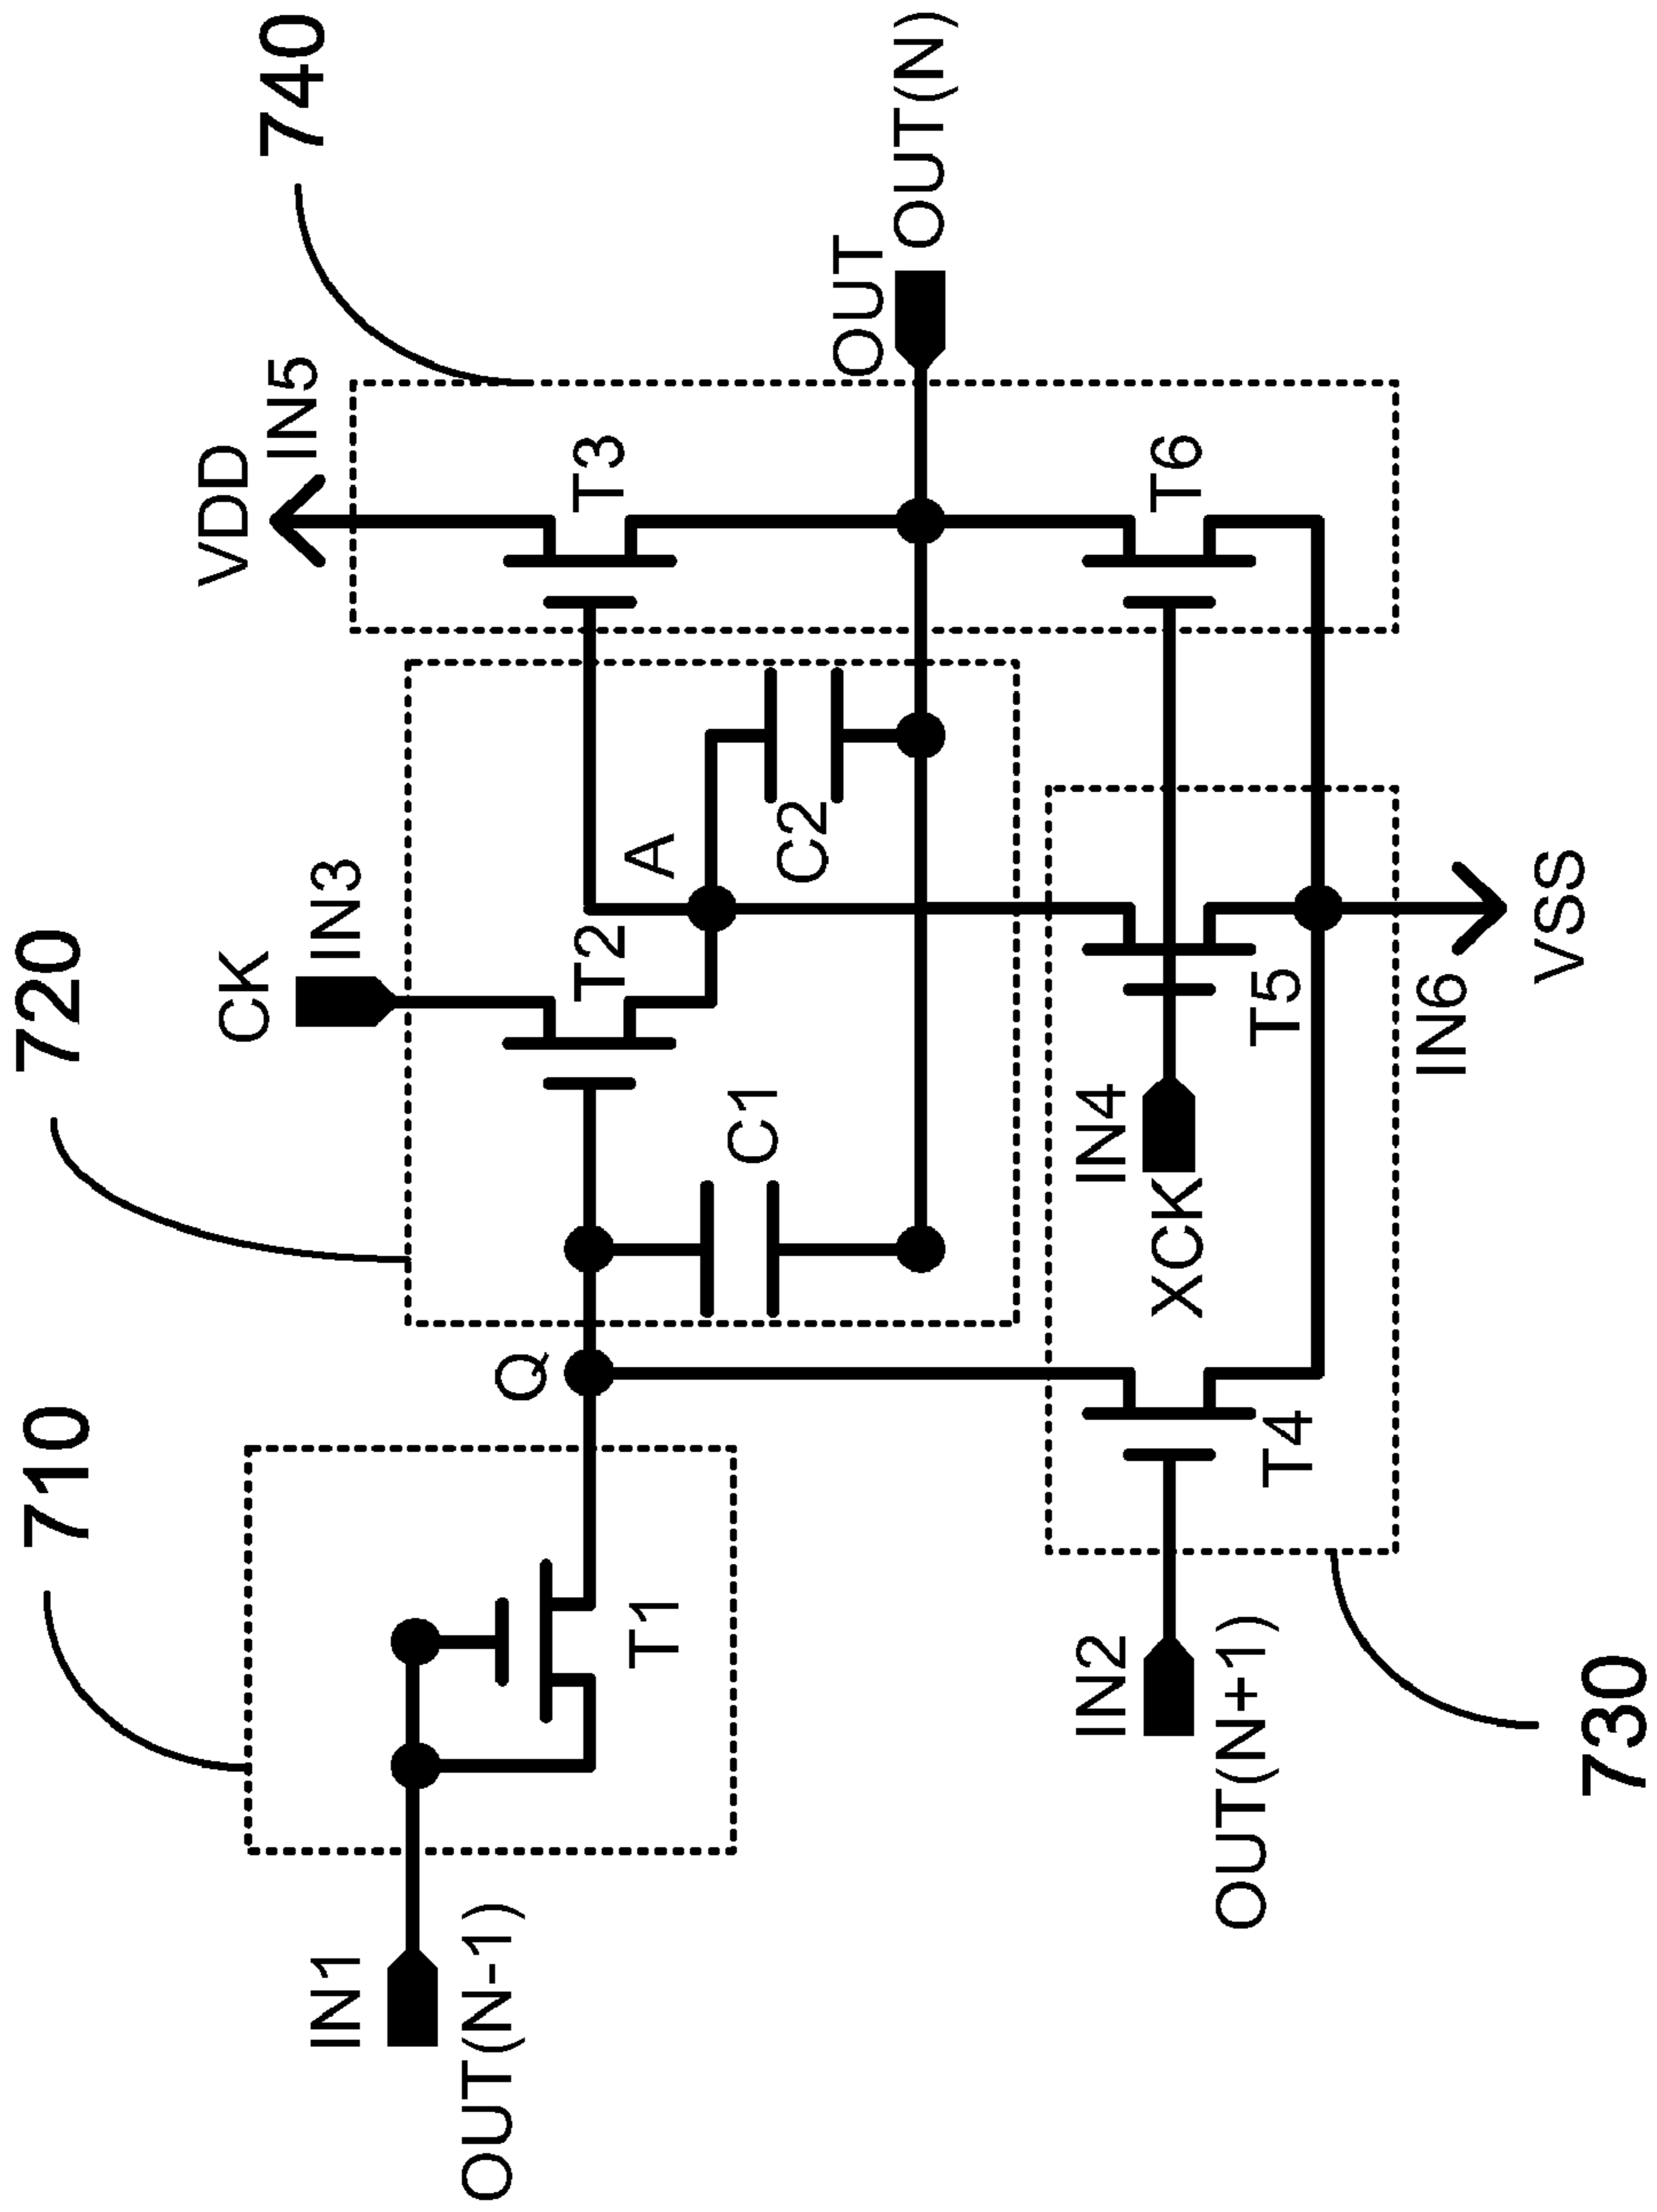 710
720
740
CK
IN3
VDD
IN5
IN1
OUT(N-1)
T1
Q
T2
A
T3
C1
C2
OUT
OUT(N)
IN2
OUT(N+1)
T4
IN4
XCK
T5
T6
IN6
VSS
730